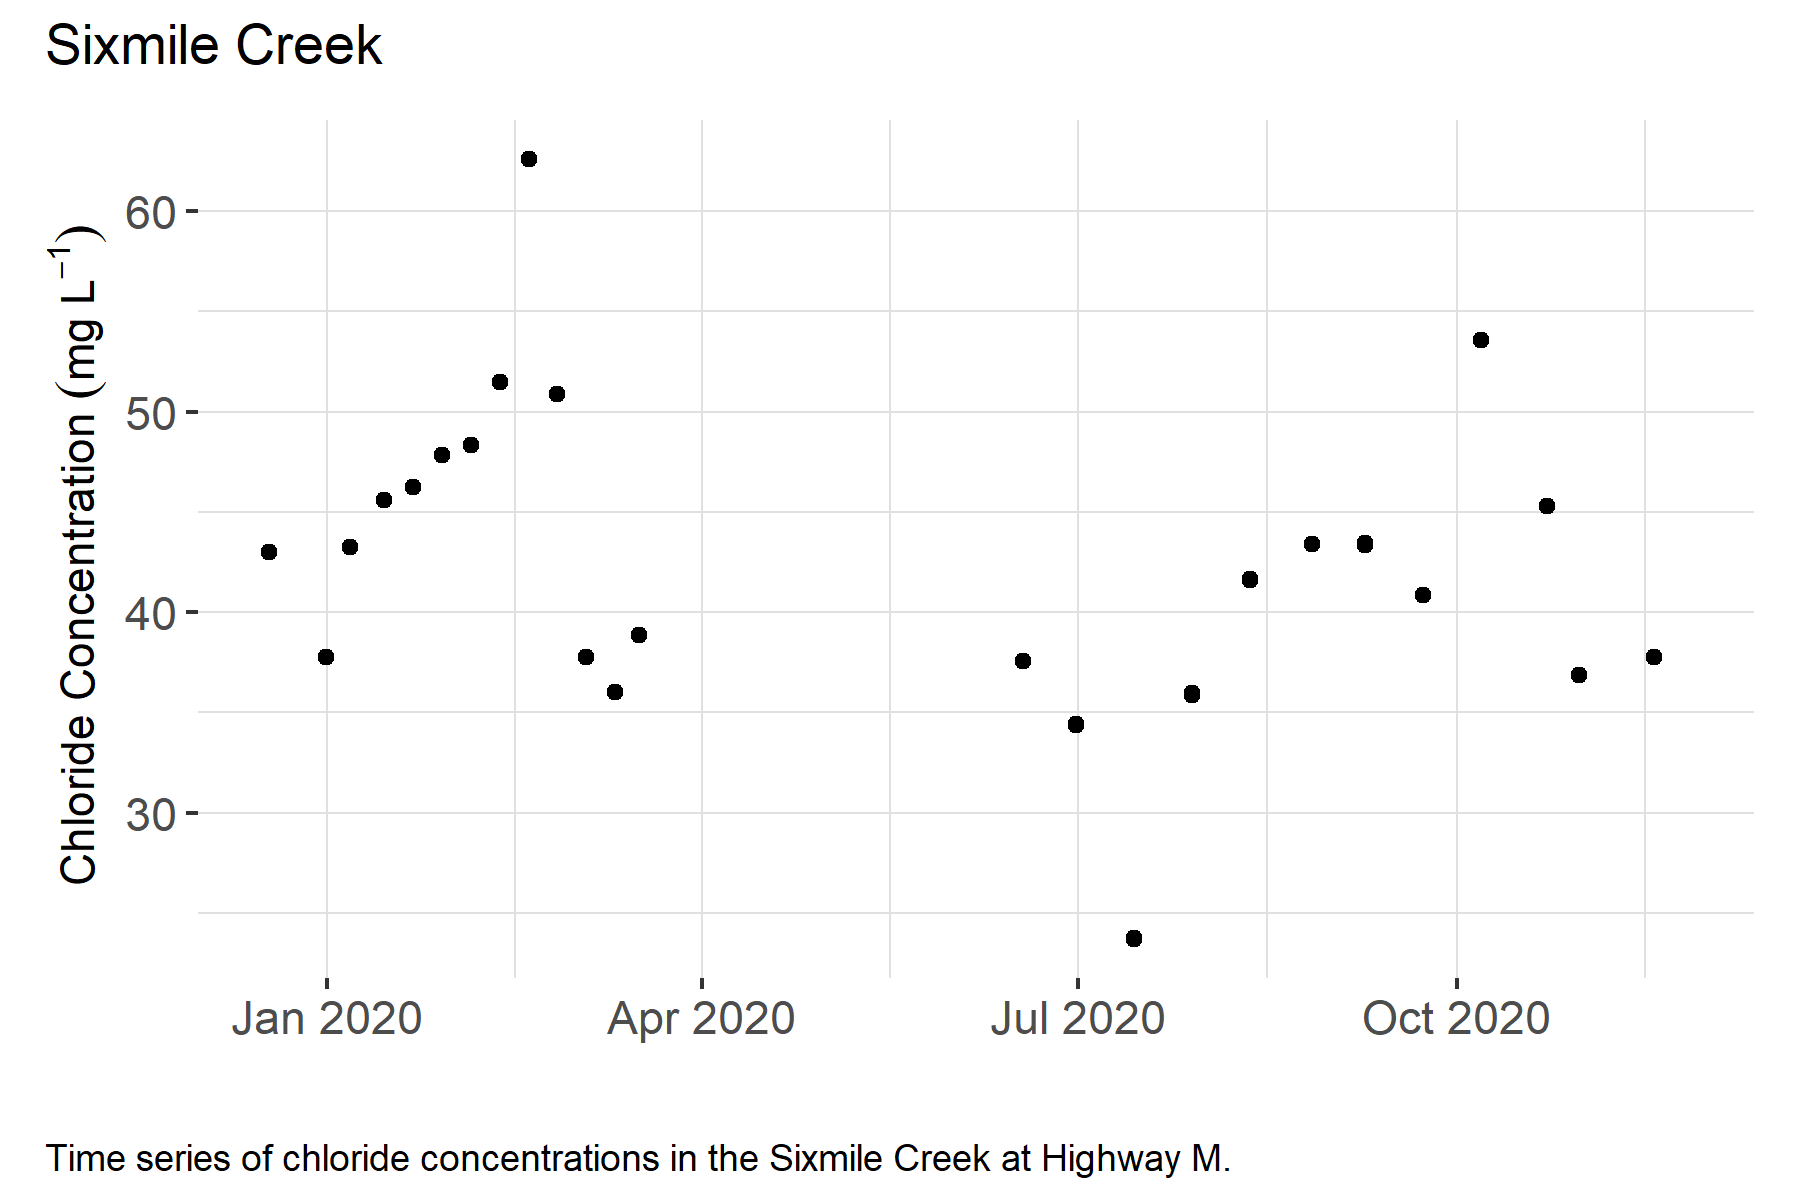 Sixmile Creek
Chloride Concentration (mg L⁻¹)
60
50
40
30
Jan 2020 Apr 2020 Jul 2020 Oct 2020
Time series of chloride concentrations in the Sixmile Creek at Highway M.